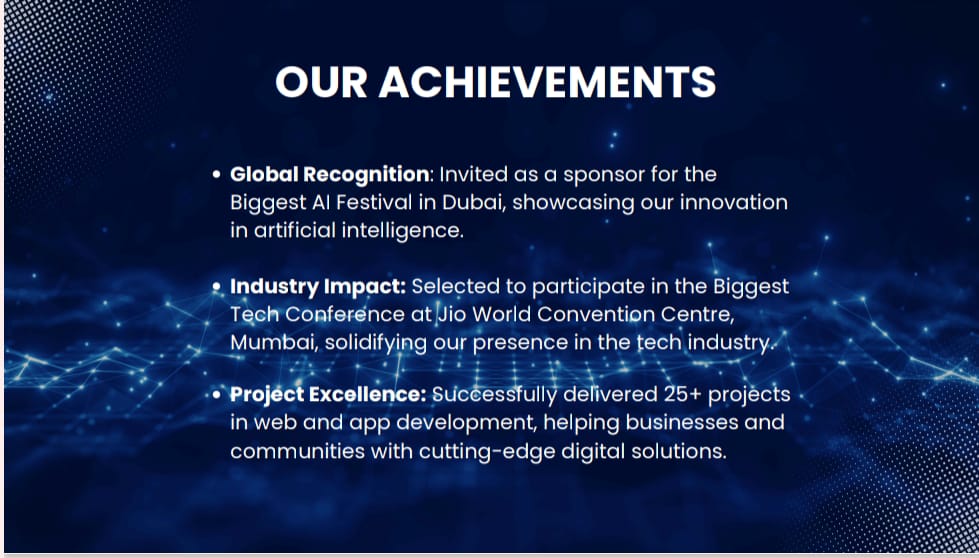 OUR ACHIEVEMENTS
• Global Recognition: Invited as a sponsor for the
Biggest AI Festival in Dubai, showcasing our innovation
in artificial intelligence.
• Industry Impact: Selected to participate in the Biggest
Tech Conference at Jio World Convention Centre,
Mumbai, solidifying our presence in the tech industry.
• Project Excellence: Successfully delivered 25+ projects
in web and app development, helping businesses and
communities with cutting-edge digital solutions.